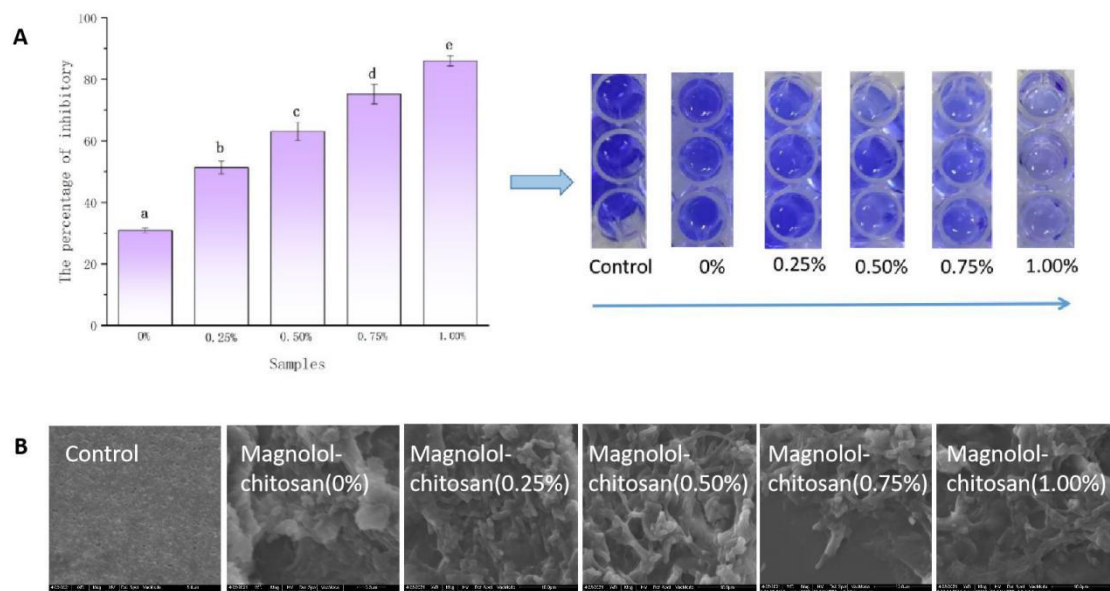 A
The percentage of inhibitory
100
80
60
40
20
0
a
b
c
d
e
0%
0.25%
0.50%
0.75%
1.00%
Samples
Control
0%
0.25%
0.50%
0.75%
1.00%
B
Control
Magnolol-
chitosan(0%)
Magnolol-
chitosan(0.25%)
Magnolol-
chitosan(0.50%)
Magnolol-
chitosan(0.75%)
Magnolol-
chitosan(1.00%)